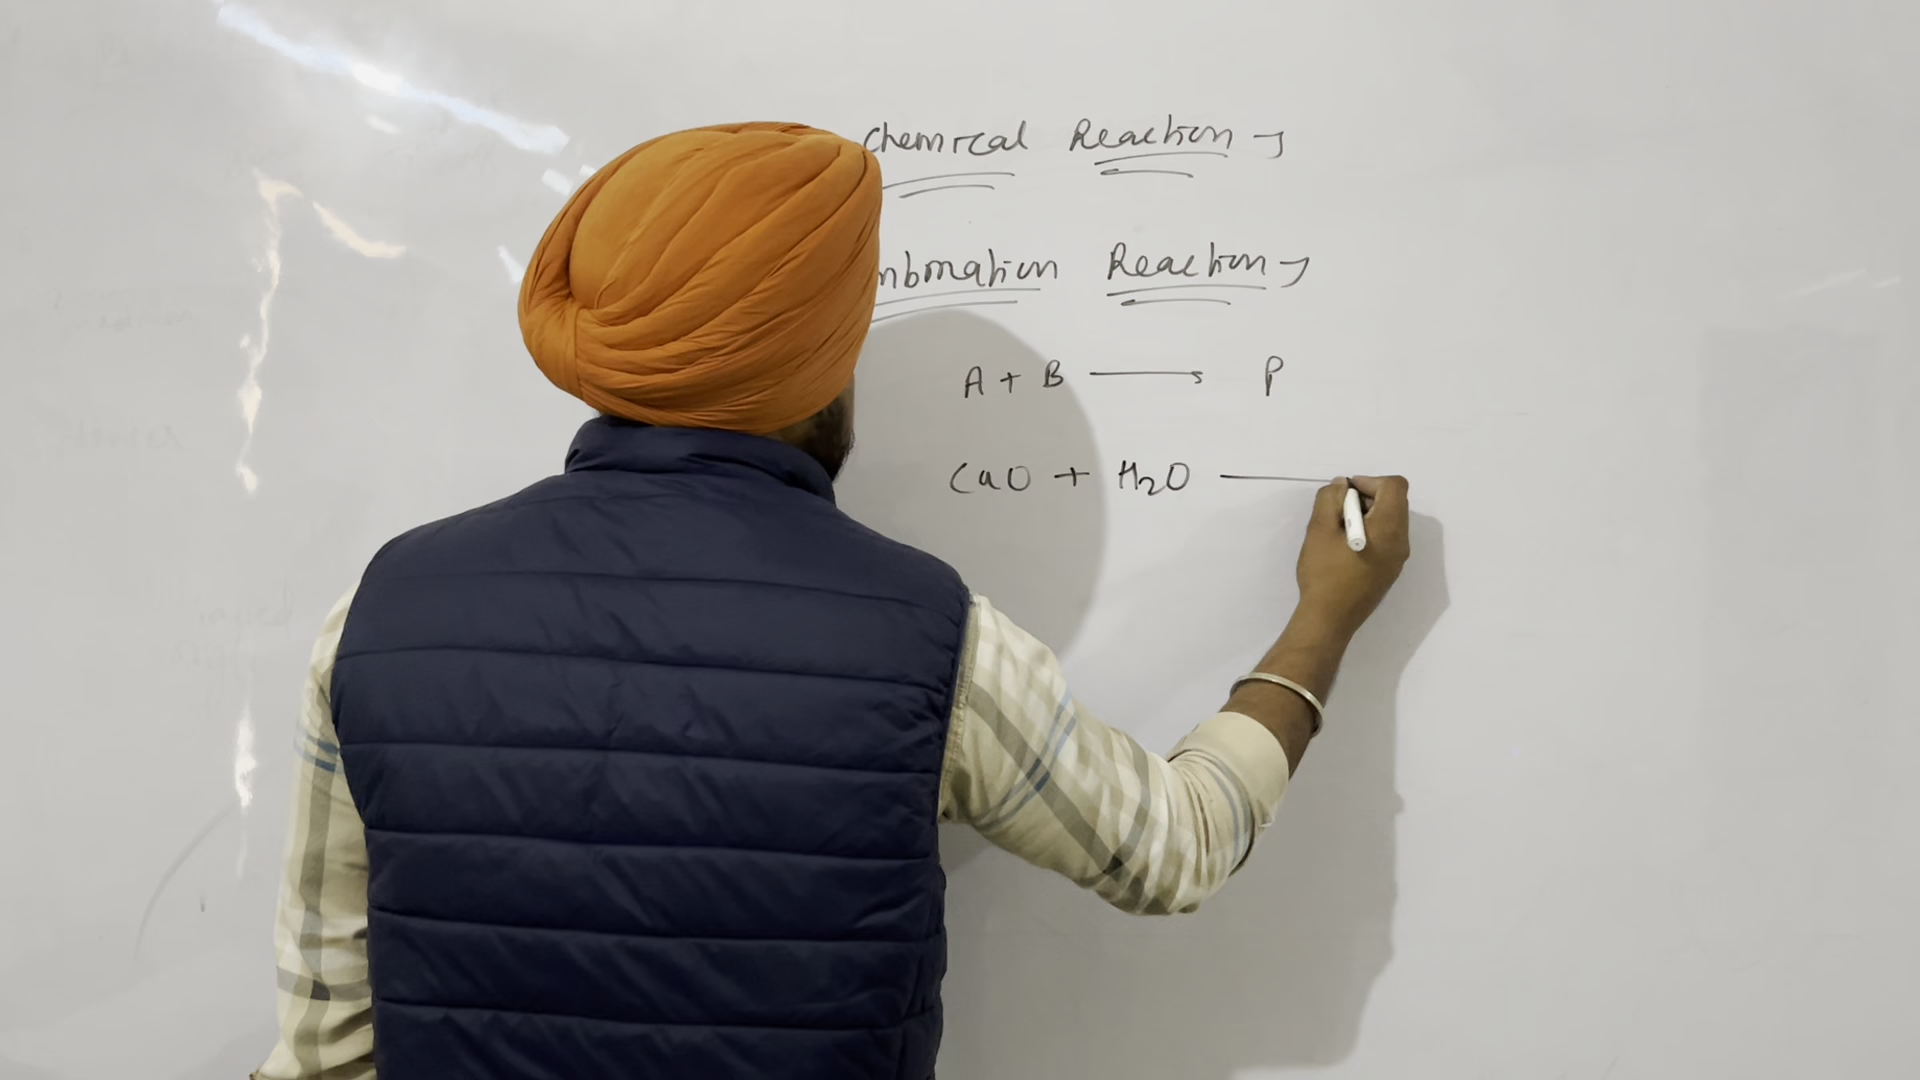 Chemical Reaction →
mbination Reaction →
A + B ⟶ P
CaO + H₂O —